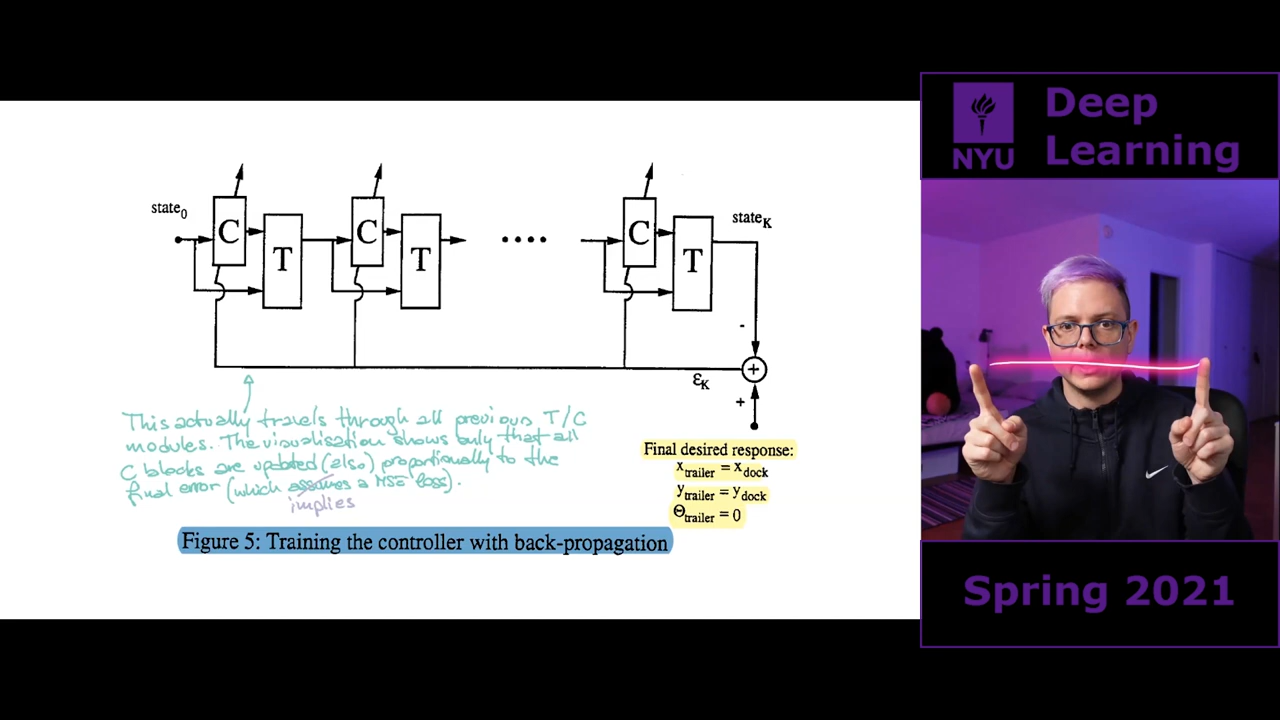 state0
C
T
C
T
C
T
stateK
-
+
εK
+
This actually travels through all previous T/C
modules. The visualisation shows only that all
C blocks are updated (also) proportionally to the
final error (which assumes a MSE loss).
implies
Final desired response:
xtrailer = xdock
ytrailer = ydock
Θtrailer = 0
Figure 5: Training the controller with back-propagation
NYU
Deep
Learning
Spring 2021